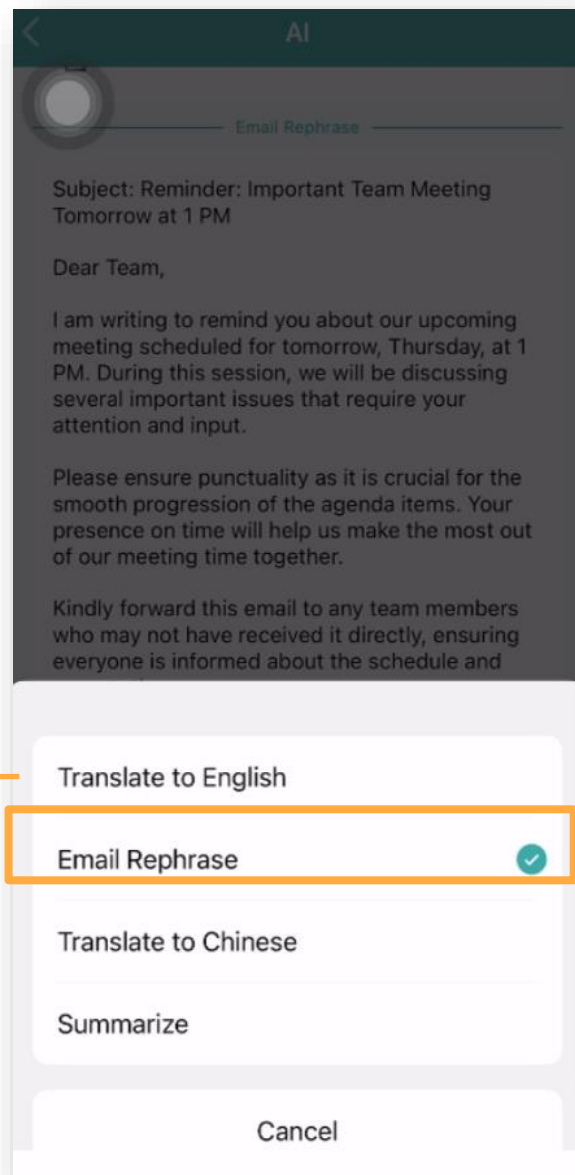 AI
Email Rephrase
Subject: Reminder: Important Team Meeting
Tomorrow at 1 PM
Dear Team,
I am writing to remind you about our upcoming
meeting scheduled for tomorrow, Thursday, at 1
PM. During this session, we will be discussing
several important issues that require your
attention and input.
Please ensure punctuality as it is crucial for the
smooth progression of the agenda items. Your
presence on time will help us make the most out
of our meeting time together.
Kindly forward this email to any team members
who may not have received it directly, ensuring
everyone is informed about the schedule and
Translate to English
Email Rephrase
Translate to Chinese
Summarize
Cancel